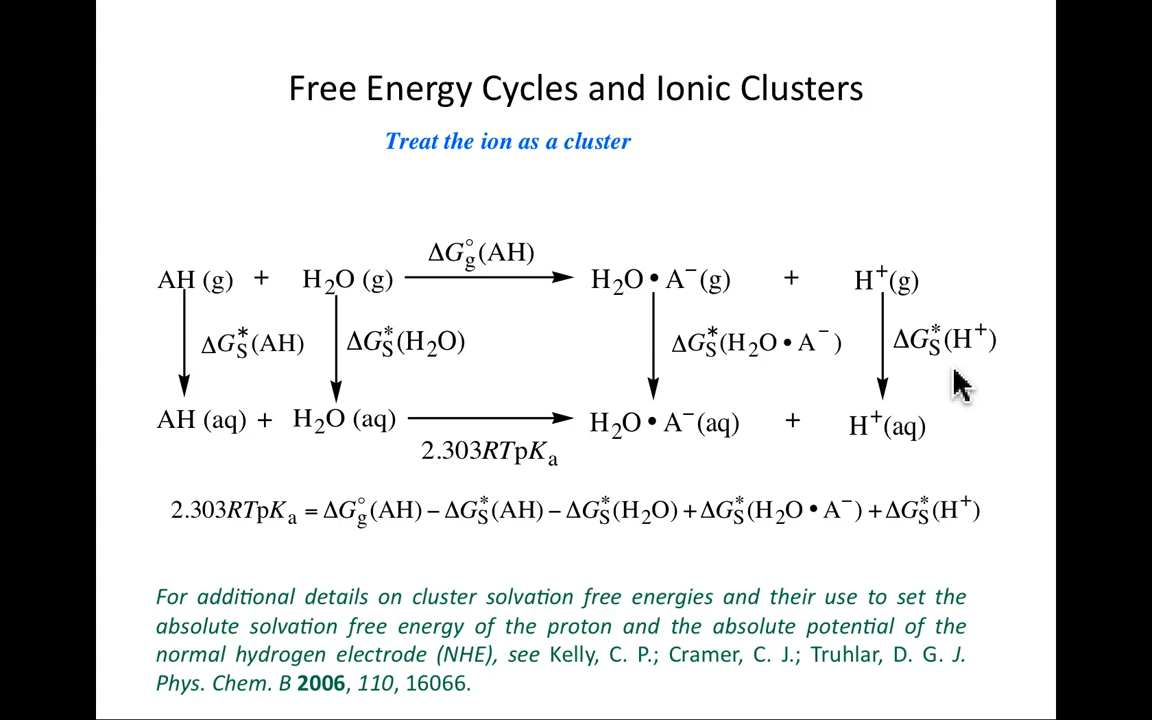 Free Energy Cycles and Ionic Clusters
Treat the ion as a cluster
ΔG°g(AH)
AH (g) + H₂O (g) H₂O • A⁻(g) + H⁺(g)
ΔG*S(AH) ΔG*S(H₂O) ΔG*S(H₂O • A⁻) ΔG*S(H⁺)
AH (aq) + H₂O (aq) H₂O • A⁻(aq) + H⁺(aq)
2.303RTpKₐ
2.303RTpKₐ = ΔG°g(AH) − ΔG*S(AH) − ΔG*S(H₂O) + ΔG*S(H₂O • A⁻) + ΔG*S(H⁺)
For additional details on cluster solvation free energies and their use to set the
absolute solvation free energy of the proton and the absolute potential of the
normal hydrogen electrode (NHE), see Kelly, C. P.; Cramer, C. J.; Truhlar, D. G. J.
Phys. Chem. B 2006, 110, 16066.